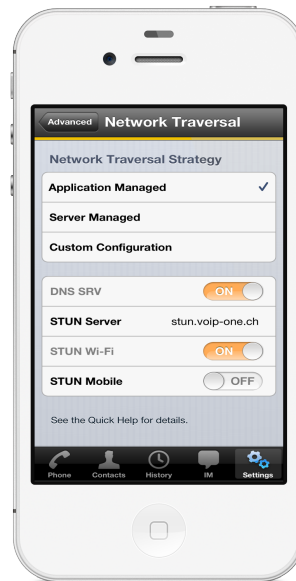 Advanced Network Traversal
Network Traversal Strategy
Application Managed
Server Managed
Custom Configuration
DNS SRV ON
STUN Server stun.voip-one.ch
STUN Wi-Fi ON
STUN Mobile OFF
See the Quick Help for details.
Phone Contacts History IM Settings